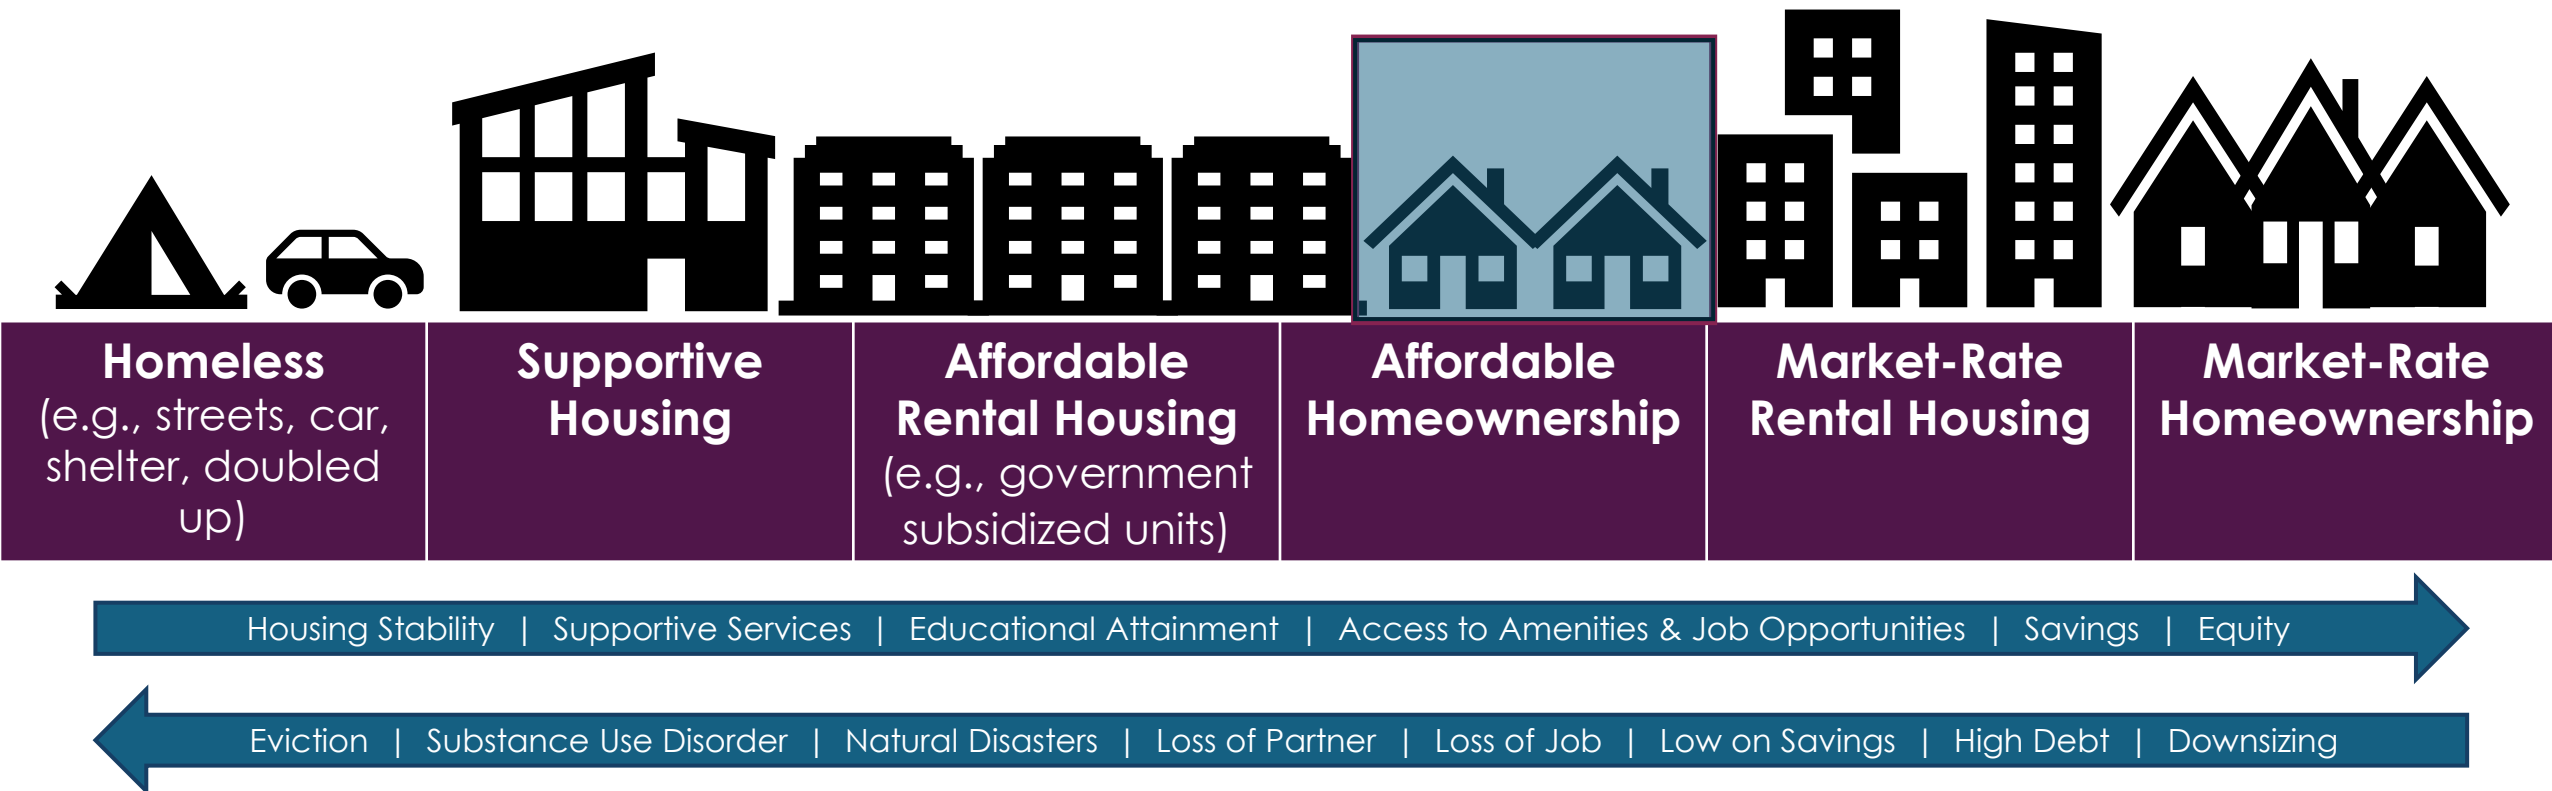 Homeless
(e.g., streets, car,
shelter, doubled
up)
Supportive
Housing
Affordable
Rental Housing
(e.g., government
subsidized units)
Affordable
Homeownership
Market-Rate
Rental Housing
Market-Rate
Homeownership
Housing Stability | Supportive Services | Educational Attainment | Access to Amenities & Job Opportunities | Savings | Equity
Eviction | Substance Use Disorder | Natural Disasters | Loss of Partner | Loss of Job | Low on Savings | High Debt | Downsizing